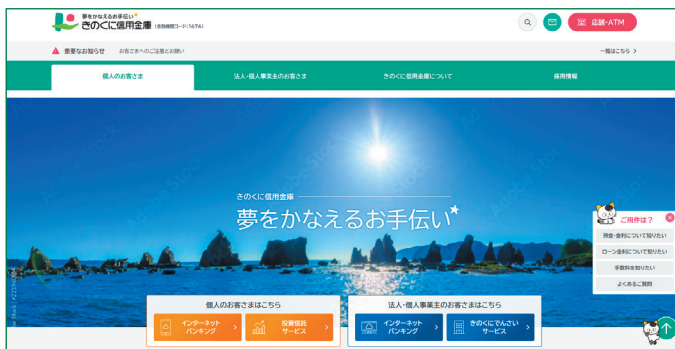 夢をかなえるお手伝い
きのくに信用金庫 (金融機関コード:1674)
店舗・ATM
重要なお知らせ お客さまへのご注意とお願い
一覧はこちら
個人のお客さま
法人・個人事業主のお客さま
きのくに信用金庫について
採用情報
きのくに信用金庫
夢をかなえるお手伝い
ご用件は？
預金・金利について知りたい
ローン金利について知りたい
手数料を知りたい
よくあるご質問
個人のお客さまはこちら
インターネット
バンキング
投資信託
サービス
法人・個人事業主のお客さまはこちら
インターネット
バンキング
きのくにでんさい
サービス
Adobe Stock